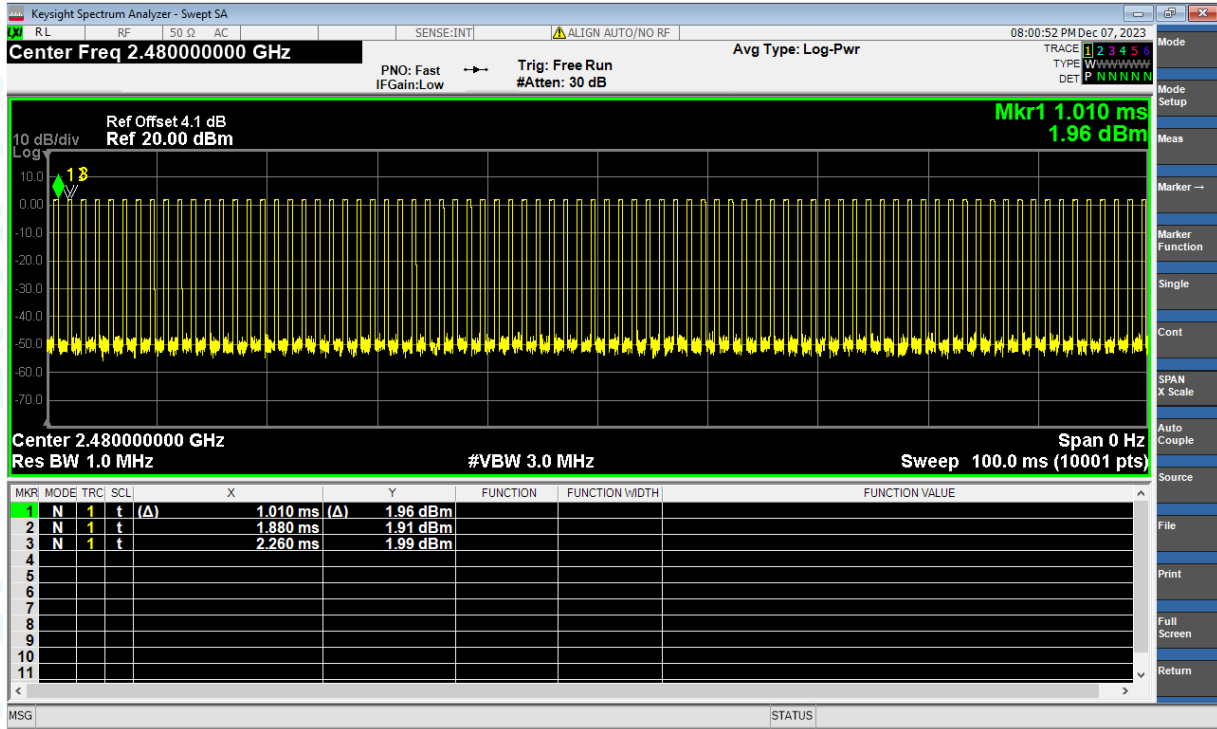 Keysight Spectrum Analyzer - Swept SA
LXI RL RF 50 Ω AC SENSE:INT ALIGN AUTO/NO RF 08:00:52 PM Dec 07, 2023
Center Freq 2.480000000 GHz
Avg Type: Log-Pwr
TRACE 1 2 3 4 5 6
TYPE WWWWWW
DET P N N N N N
PNO: Fast
IFGain:Low
Trig: Free Run
#Atten: 30 dB
Mkr1 1.010 ms
1.96 dBm
Ref Offset 4.1 dB
10 dB/div Ref 20.00 dBm
Log
10.0
0.00
-10.0
-20.0
-30.0
-40.0
-50.0
-60.0
-70.0
Center 2.480000000 GHz Span 0 Hz
Res BW 1.0 MHz #VBW 3.0 MHz Sweep 100.0 ms (10001 pts)
MKR MODE TRC SCL X Y FUNCTION FUNCTION WIDTH FUNCTION VALUE
1 N 1 t (Δ) 1.010 ms (Δ) 1.96 dBm
2 N 1 t 1.880 ms 1.91 dBm
3 N 1 t 2.260 ms 1.99 dBm
4
5
6
7
8
9
10
11
MSG STATUS
Mode
Mode
Setup
Meas
Marker→
Marker
Function
Single
Cont
SPAN
X Scale
Auto
Couple
Source
File
Print
Full
Screen
Return